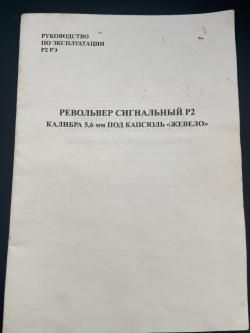 РУКОВОДСТВО
ПО ЭКСПЛУАТАЦИИ
Р2 РЭ
РЕВОЛЬВЕР СИГНАЛЬНЫЙ Р2
КАЛИБРА 5,6 мм ПОД КАПСЮЛЬ «ЖЕВЕЛО»